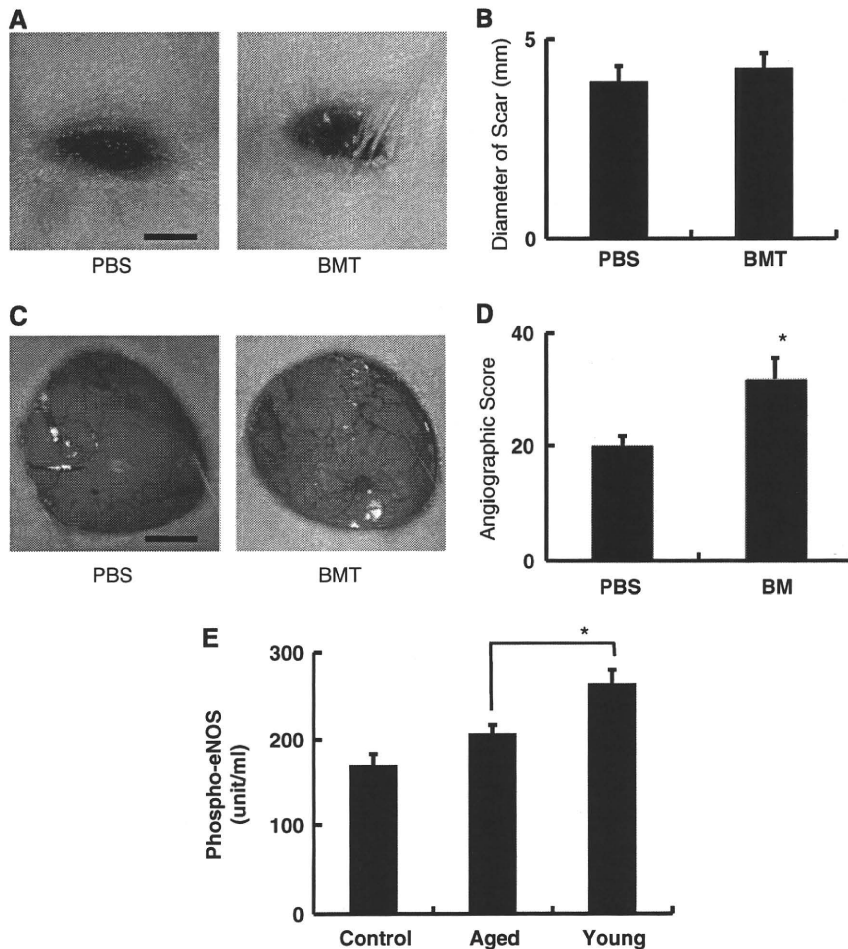 A
PBS
BMT
B
Diameter of Scar (mm)
5
0
PBS
BMT
C
PBS
BMT
D
Angiographic Score
40
20
0
*
PBS
BM
E
Phospho-eNOS
(unit/ml)
300
200
100
0
*
Control
Aged
Young